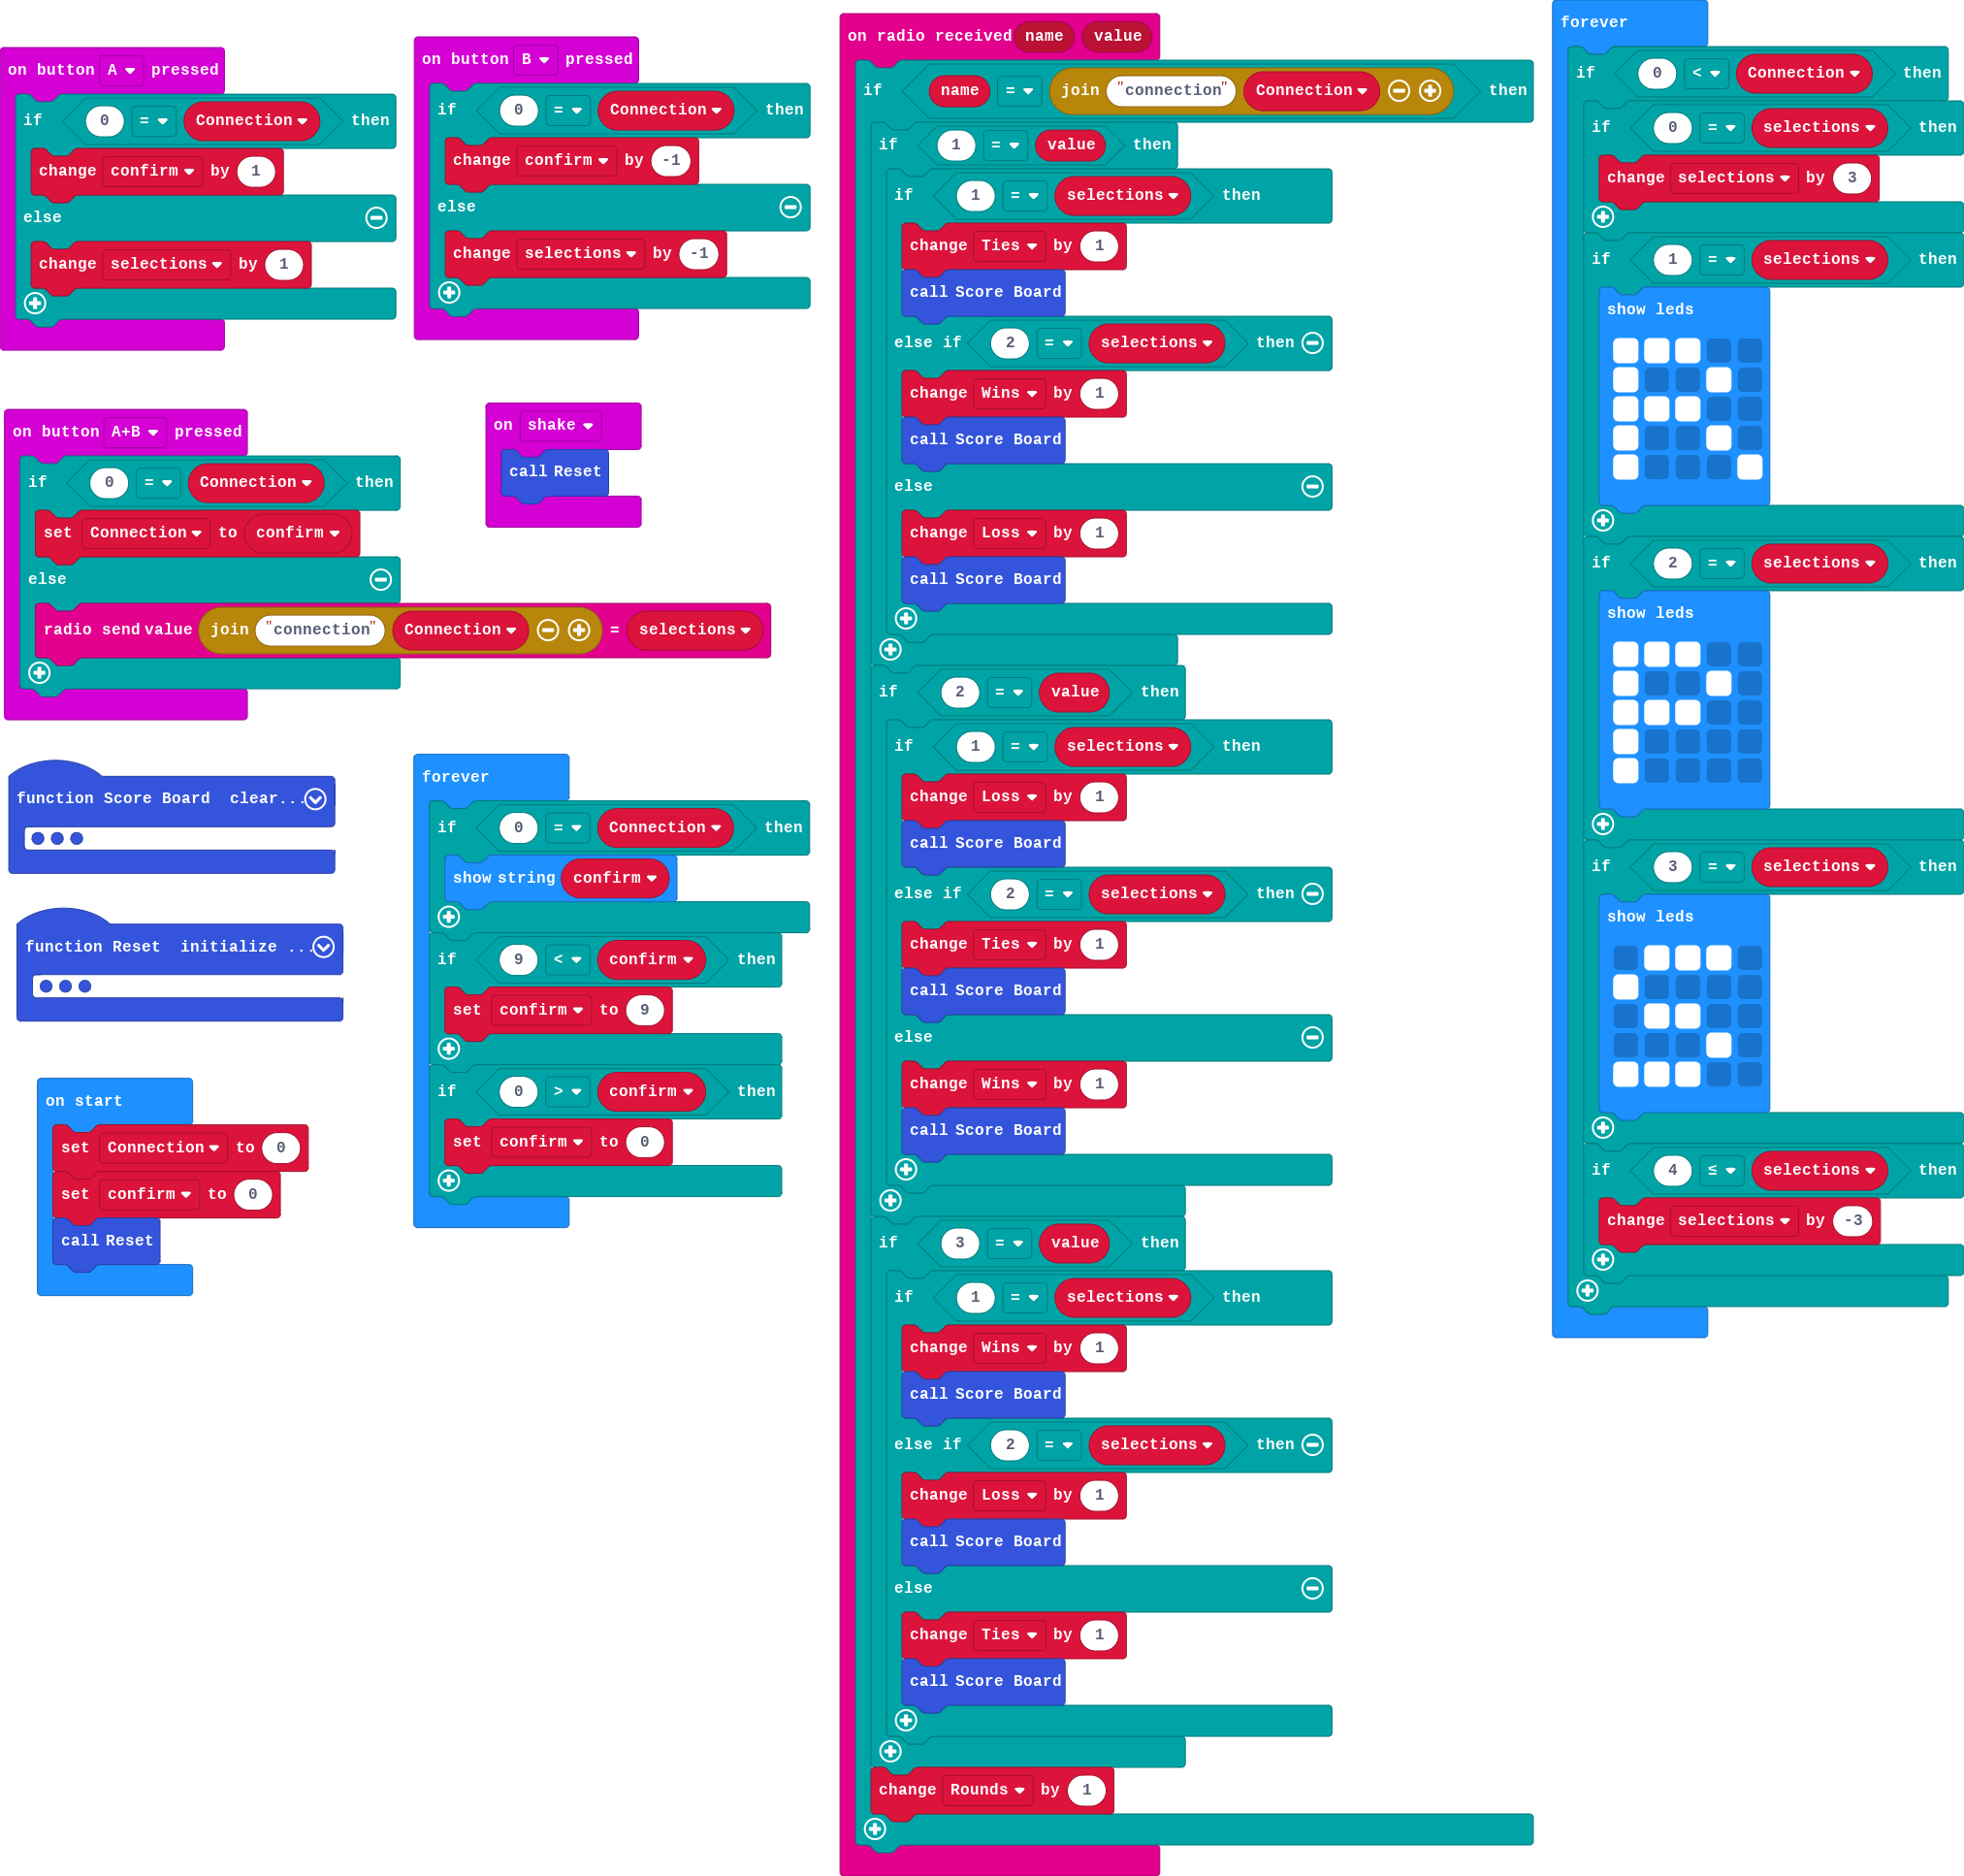 on button A pressed
if 0 = Connection then
change confirm by 1
else
change selections by 1
on button B pressed
if 0 = Connection then
change confirm by -1
else
change selections by -1
on button A+B pressed
if 0 = Connection then
set Connection to confirm
else
radio send value join "connection" Connection = selections
on shake
call Reset
function Score Board clear...
function Reset initialize ...
on start
set Connection to 0
set confirm to 0
call Reset
forever
if 0 = Connection then
show string confirm
if 9 < confirm then
set confirm to 9
if 0 > confirm then
set confirm to 0
on radio received name value
if name = join "connection" Connection then
if 1 = value then
if 1 = selections then
change Ties by 1
call Score Board
else if 2 = selections then
change Wins by 1
call Score Board
else
change Loss by 1
call Score Board
if 2 = value then
if 1 = selections then
change Loss by 1
call Score Board
else if 2 = selections then
change Ties by 1
call Score Board
else
change Wins by 1
call Score Board
if 3 = value then
if 1 = selections then
change Wins by 1
call Score Board
else if 2 = selections then
change Loss by 1
call Score Board
else
change Ties by 1
call Score Board
change Rounds by 1
forever
if 0 < Connection then
if 0 = selections then
change selections by 3
if 1 = selections then
show leds
if 2 = selections then
show leds
if 3 = selections then
show leds
if 4 ≤ selections then
change selections by -3